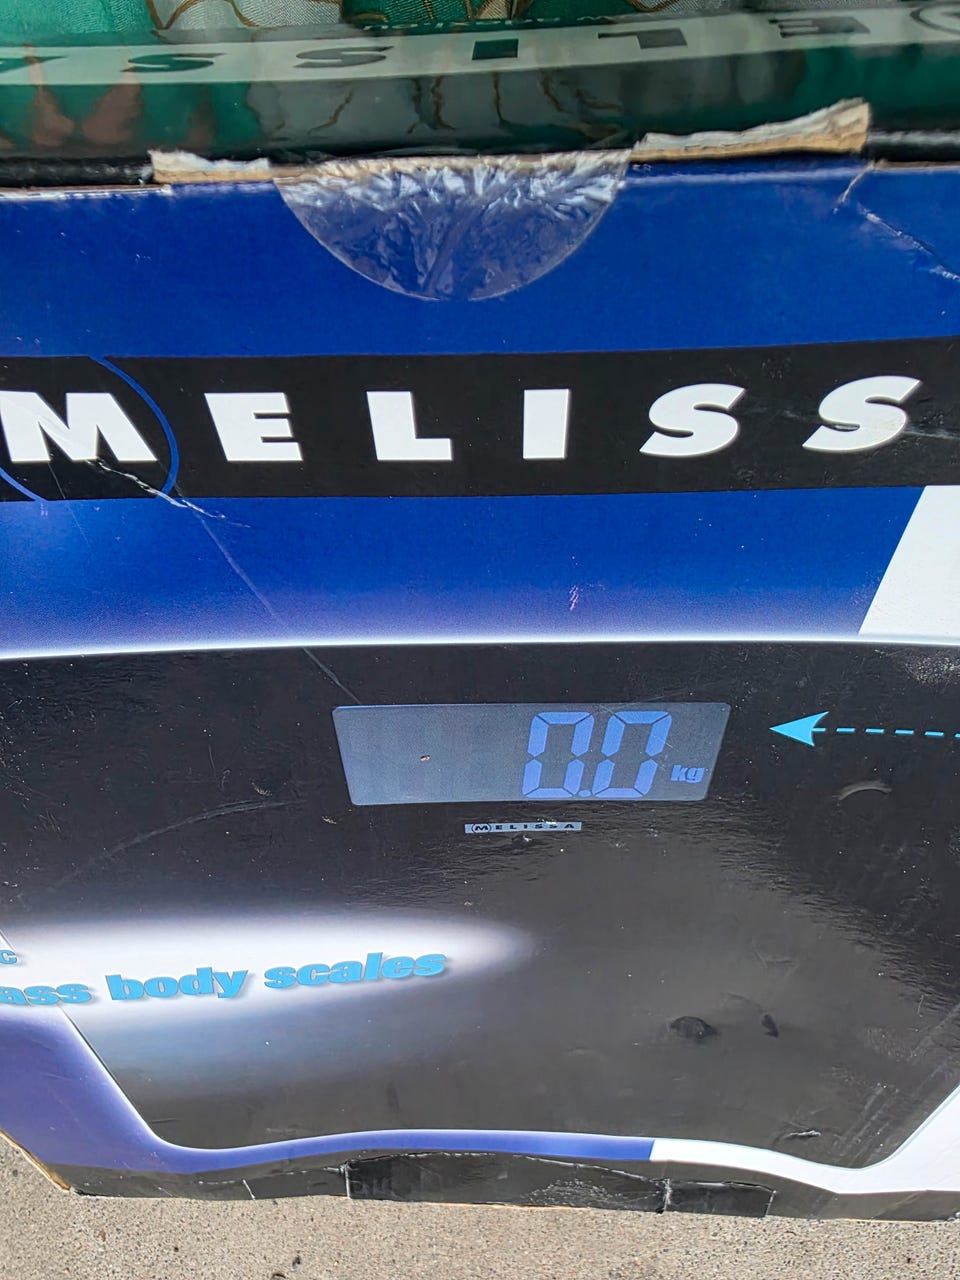 MELISS
0.0 kg
MELISSA
c
ass body scales